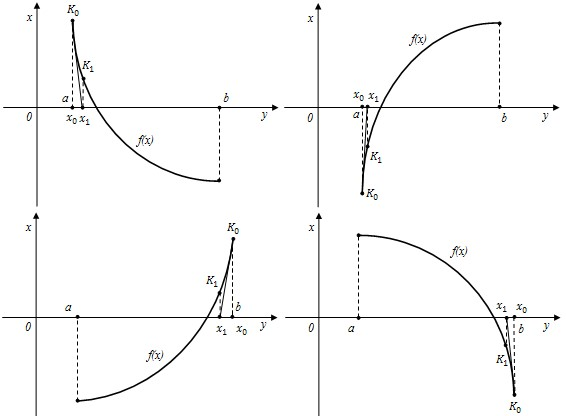 x
K₀
K₁
a
b
0
x₀ x₁
y
f(x)
x
f(x)
x₀ x₁
0
a
b
y
K₁
K₀
x
K₀
a
K₁
b
0
x₁ x₀
y
f(x)
x
f(x)
x₁ x₀
0
a
b
y
K₁
K₀